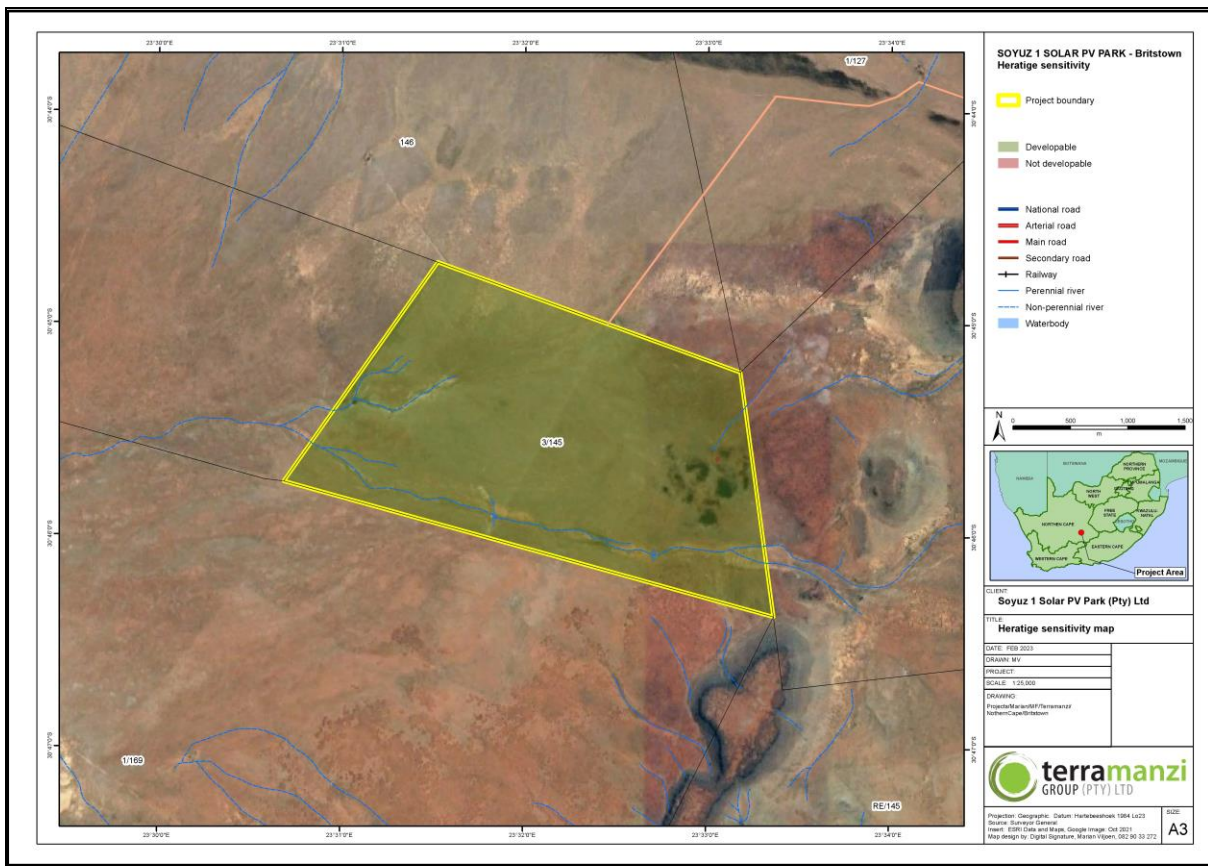 23°30'0"E 23°31'0"E 23°32'0"E 23°33'0"E 23°34'0"E
30°44'0"S 30°44'0"S
30°45'0"S 30°45'0"S
30°46'0"S 30°46'0"S
30°47'0"S 30°47'0"S
1/127
146
3/145
1/169
RE/145
23°30'0"E 23°31'0"E 23°32'0"E 23°33'0"E 23°34'0"E
SOYUZ 1 SOLAR PV PARK - Britstown
Heratige sensitivity
Project boundary
Developable
Not developable
National road
Arterial road
Main road
Secondary road
Railway
Perennial river
Non-perennial river
Waterbody
N
0 500 1,000 1,500
m
NAMIBIA
BOTSWANA
MOZAMBIQUE
NORTHERN
PROVINCE
NORTH
WEST
FREE
STATE
KWAZULU
NATAL
NORTHERN CAPE
EASTERN CAPE
WESTERN CAPE
Project Area
CLIENT:
Soyuz 1 Solar PV Park (Pty) Ltd
TITLE:
Heratige sensitivity map
DATE: FEB 2023
DRAWN: MV
PROJECT:
SCALE: 1:25,000
DRAWING:
Projects/Marian/MF/Terramanzi/
NothernCape/Britstown
terramanzi
GROUP (PTY) LTD
Projection: Geographic. Datum: Hartebeeshoek 1984 Lo23
Source: Surveyor General
Insert: ESRI Data and Maps, Google Image: Oct 2021
Map design by: Digital Signature, Marian Viljoen, 082 90 33 272
SIZE
A3